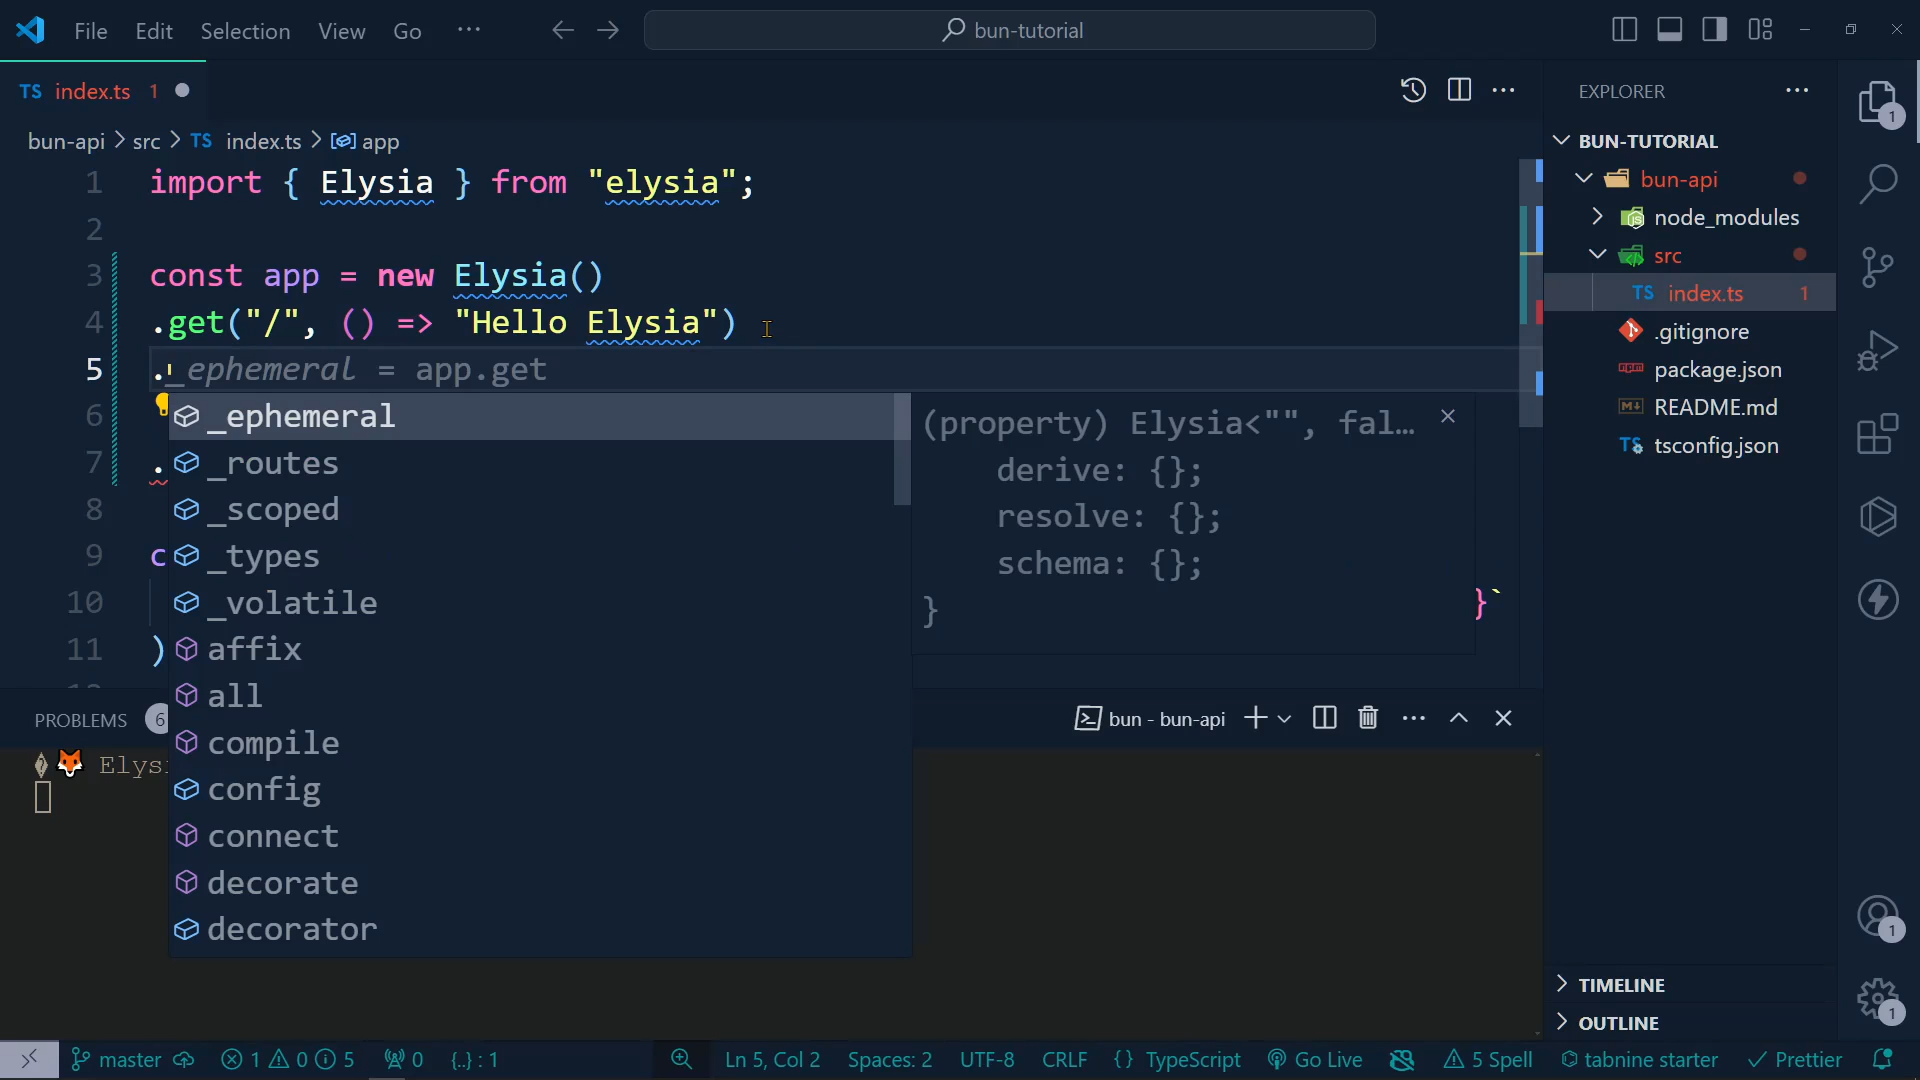 File Edit Selection View Go ··· bun-tutorial
TS index.ts 1
bun-api > src > TS index.ts > app
1 import { Elysia } from "elysia";
2
3 const app = new Elysia()
4 .get("/", () => "Hello Elysia")
5 ._ephemeral = app.get
6
7 .
8
9 c
10 }`
11 )
_ephemeral
_routes
_scoped
_types
_volatile
affix
all
compile
config
connect
decorate
decorator
(property) Elysia<"", fal…
derive: {};
resolve: {};
schema: {};
}
PROBLEMS 6
bun - bun-api
Elysi
EXPLORER
BUN-TUTORIAL
bun-api
node_modules
src
TS index.ts 1
.gitignore
package.json
README.md
TS tsconfig.json
TIMELINE
OUTLINE
1
1
1
master 1 0 5 0 {..} : 1 Ln 5, Col 2 Spaces: 2 UTF-8 CRLF {} TypeScript Go Live 5 Spell tabnine starter Prettier